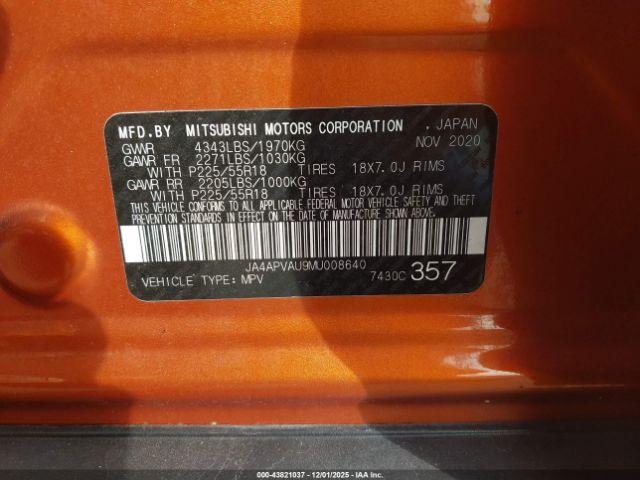 MFD.BY MITSUBISHI MOTORS CORPORATION . JAPAN
GVWR 4343LBS/1970KG NOV 2020
GAWR FR 2271LBS/1030KG
WITH P225/55R18 TIRES 18X7.0J RIMS
GAWR RR 2205LBS/1000KG
WITH P225/55R18 TIRES 18X7.0J RIMS
THIS VEHICLE CONFORMS TO ALL APPLICABLE FEDERAL MOTOR VEHICLE SAFETY AND THEFT
PREVENTION STANDARDS IN EFFECT ON THE DATE OF MANUFACTURE SHOWN ABOVE.
JA4APVAU9MU008640
VEHICLE TYPE: MPV 7430C 357
000-43821037 - 12/01/2025 - IAA Inc.